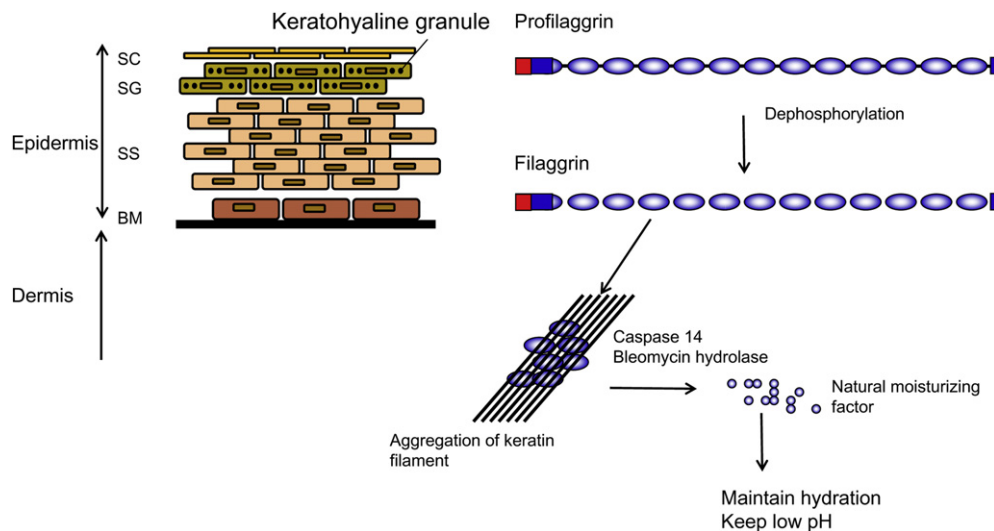 Keratohyaline granule
SC
SG
Epidermis
SS
BM
Dermis
Profilaggrin
Dephosphorylation
Filaggrin
Caspase 14
Bleomycin hydrolase
Natural moisturizing
factor
Aggregation of keratin
filament
Maintain hydration
Keep low pH